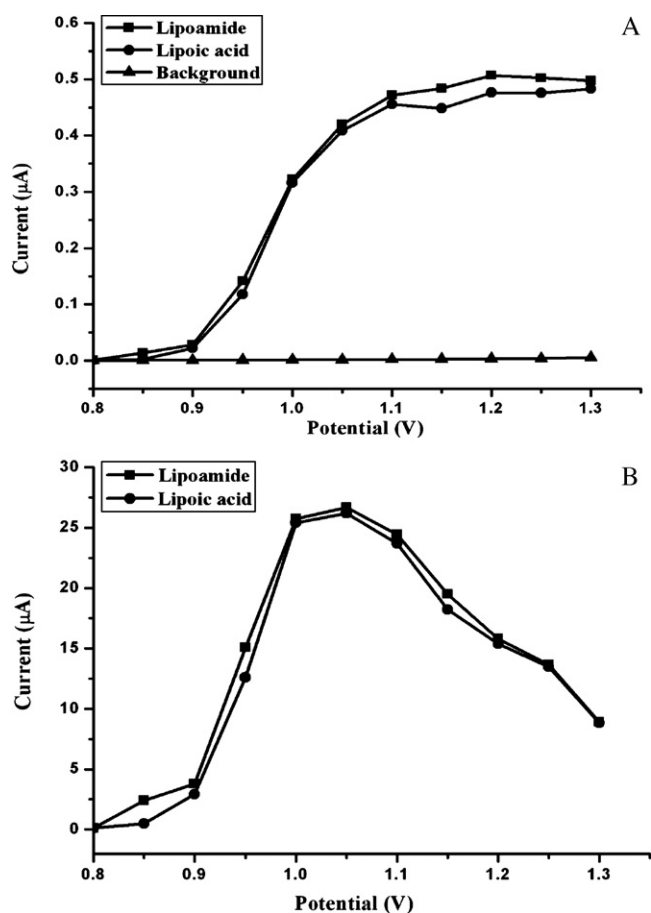 A
Lipoamide
Lipoic acid
Background
0.6
0.5
0.4
0.3
0.2
0.1
0.0
Current (μA)
0.8 0.9 1.0 1.1 1.2 1.3
Potential (V)
B
Lipoamide
Lipoic acid
30
25
20
15
10
5
0
Current (μA)
0.8 0.9 1.0 1.1 1.2 1.3
Potential (V)